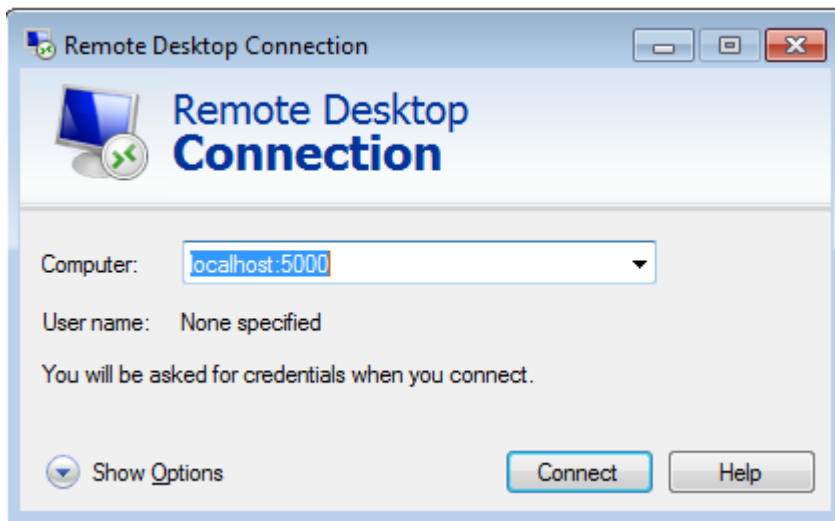 Remote Desktop Connection
Remote Desktop
Connection
Computer: localhost:5000
User name: None specified
You will be asked for credentials when you connect.
Show Options Connect Help